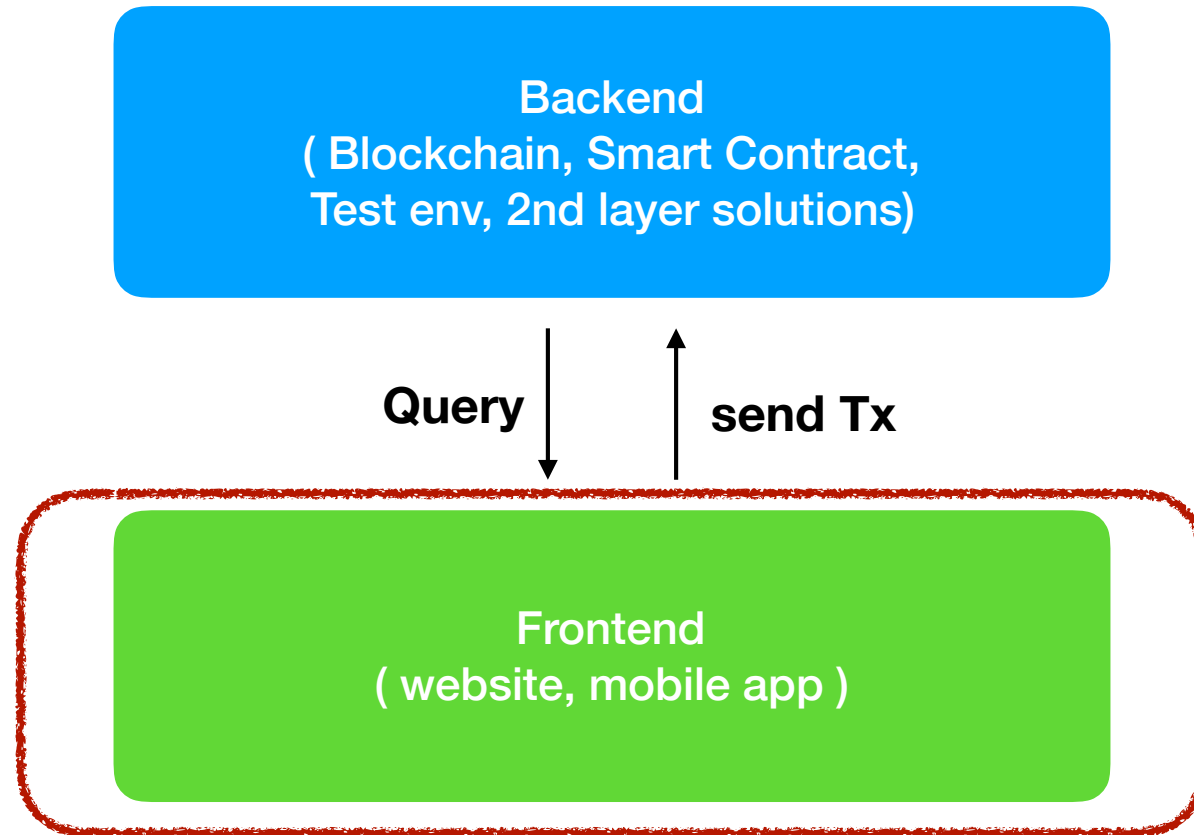 Backend
( Blockchain, Smart Contract,
Test env, 2nd layer solutions)
Query
send Tx
Frontend
( website, mobile app )